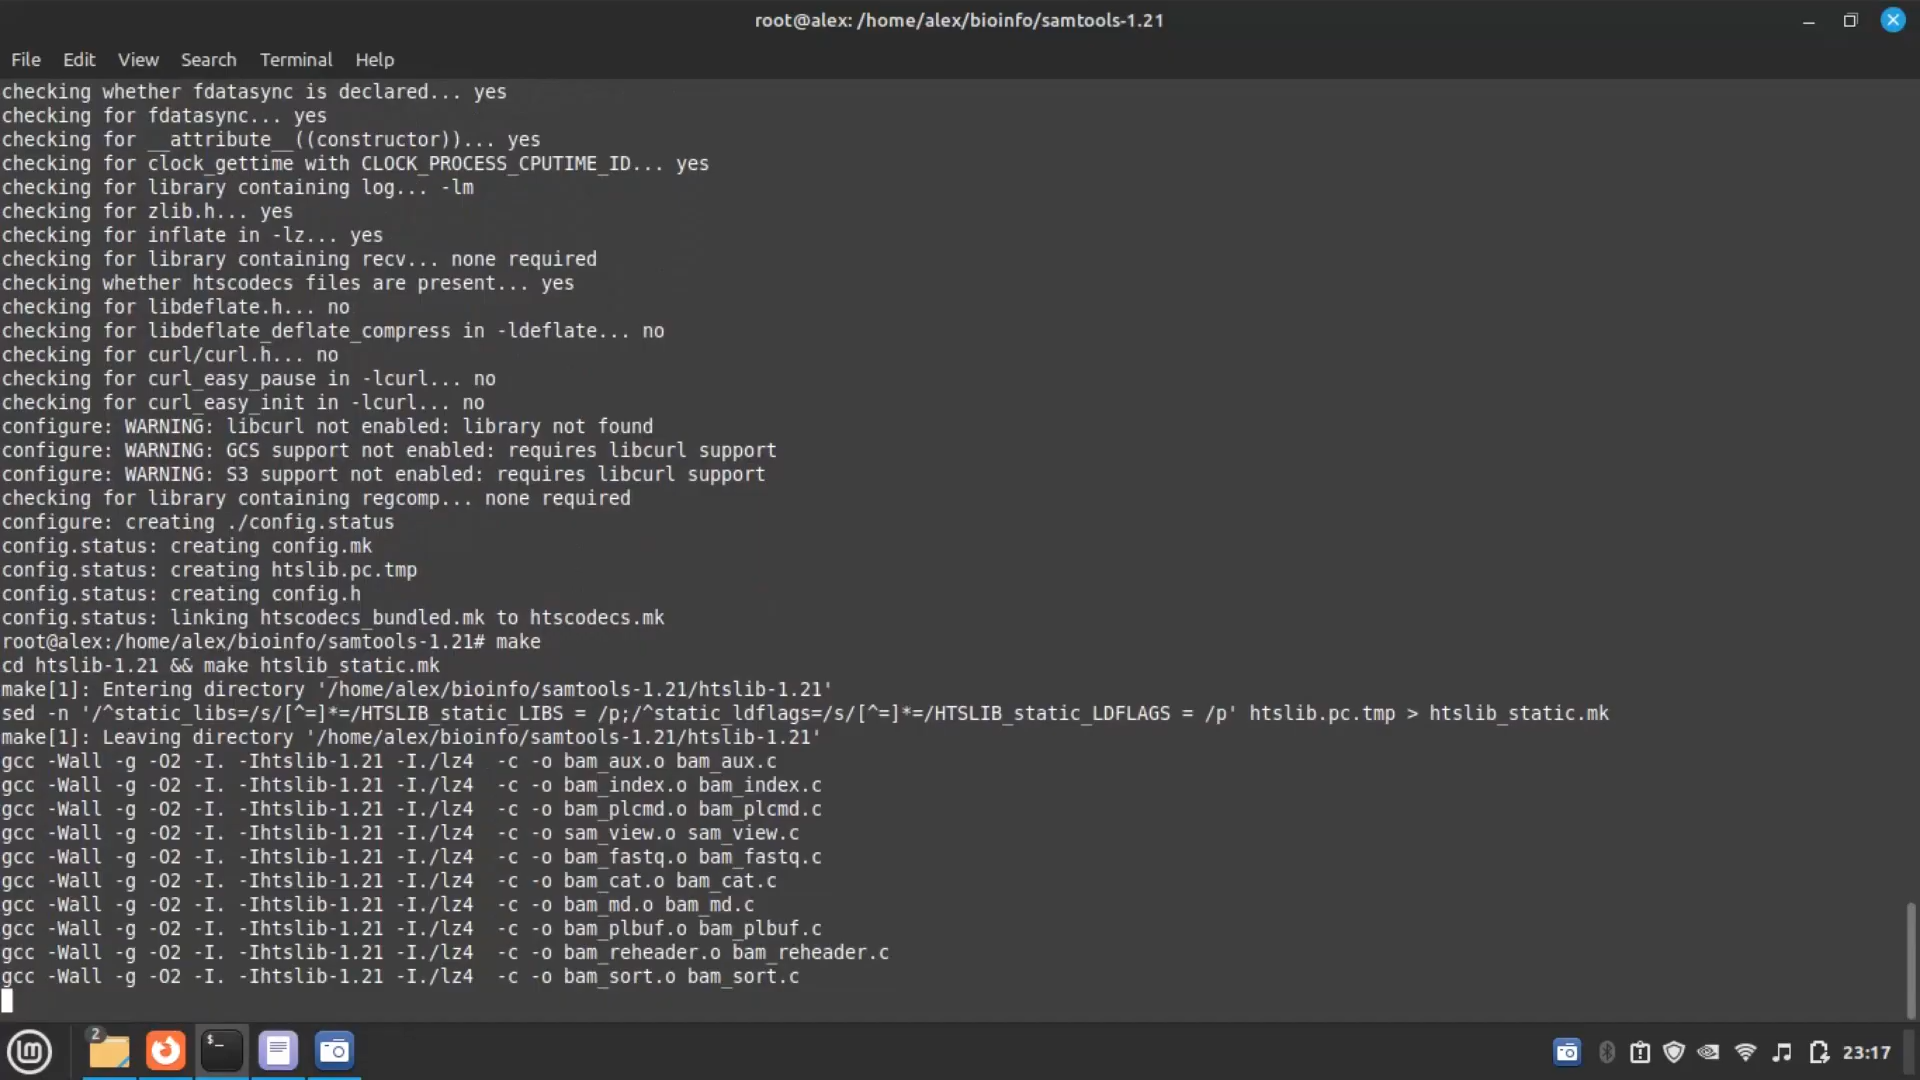 root@alex: /home/alex/bioinfo/samtools-1.21
File Edit View Search Terminal Help
checking whether fdatasync is declared... yes
checking for fdatasync... yes
checking for __attribute__((constructor))... yes
checking for clock_gettime with CLOCK_PROCESS_CPUTIME_ID... yes
checking for library containing log... -lm
checking for zlib.h... yes
checking for inflate in -lz... yes
checking for library containing recv... none required
checking whether htscodecs files are present... yes
checking for libdeflate.h... no
checking for libdeflate_deflate_compress in -ldeflate... no
checking for curl/curl.h... no
checking for curl_easy_pause in -lcurl... no
checking for curl_easy_init in -lcurl... no
configure: WARNING: libcurl not enabled: library not found
configure: WARNING: GCS support not enabled: requires libcurl support
configure: WARNING: S3 support not enabled: requires libcurl support
checking for library containing regcomp... none required
configure: creating ./config.status
config.status: creating config.mk
config.status: creating htslib.pc.tmp
config.status: creating config.h
config.status: linking htscodecs_bundled.mk to htscodecs.mk
root@alex:/home/alex/bioinfo/samtools-1.21# make
cd htslib-1.21 && make htslib_static.mk
make[1]: Entering directory '/home/alex/bioinfo/samtools-1.21/htslib-1.21'
sed -n '/^static_libs=/s/[^=]*=/HTSLIB_static_LIBS = /p;/^static_ldflags=/s/[^=]*=/HTSLIB_static_LDFLAGS = /p' htslib.pc.tmp > htslib_static.mk
make[1]: Leaving directory '/home/alex/bioinfo/samtools-1.21/htslib-1.21'
gcc -Wall -g -O2 -I. -Ihtslib-1.21 -I./lz4  -c -o bam_aux.o bam_aux.c
gcc -Wall -g -O2 -I. -Ihtslib-1.21 -I./lz4  -c -o bam_index.o bam_index.c
gcc -Wall -g -O2 -I. -Ihtslib-1.21 -I./lz4  -c -o bam_plcmd.o bam_plcmd.c
gcc -Wall -g -O2 -I. -Ihtslib-1.21 -I./lz4  -c -o sam_view.o sam_view.c
gcc -Wall -g -O2 -I. -Ihtslib-1.21 -I./lz4  -c -o bam_fastq.o bam_fastq.c
gcc -Wall -g -O2 -I. -Ihtslib-1.21 -I./lz4  -c -o bam_cat.o bam_cat.c
gcc -Wall -g -O2 -I. -Ihtslib-1.21 -I./lz4  -c -o bam_md.o bam_md.c
gcc -Wall -g -O2 -I. -Ihtslib-1.21 -I./lz4  -c -o bam_plbuf.o bam_plbuf.c
gcc -Wall -g -O2 -I. -Ihtslib-1.21 -I./lz4  -c -o bam_reheader.o bam_reheader.c
gcc -Wall -g -O2 -I. -Ihtslib-1.21 -I./lz4  -c -o bam_sort.o bam_sort.c
2
$_
23:17